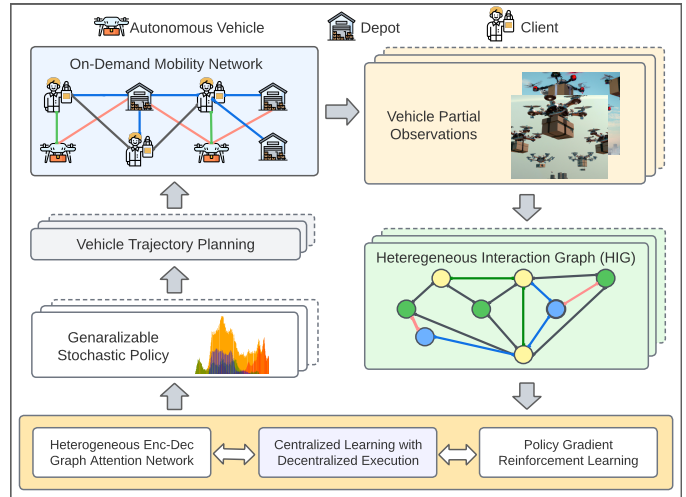 Autonomous Vehicle
Depot
Client
On-Demand Mobility Network
Vehicle Partial
Observations
Vehicle Trajectory Planning
Heteregeneous Interaction Graph (HIG)
Genaralizable
Stochastic Policy
Heterogeneous Enc-Dec
Graph Attention Network
Centralized Learning with
Decentralized Execution
Policy Gradient
Reinforcement Learning